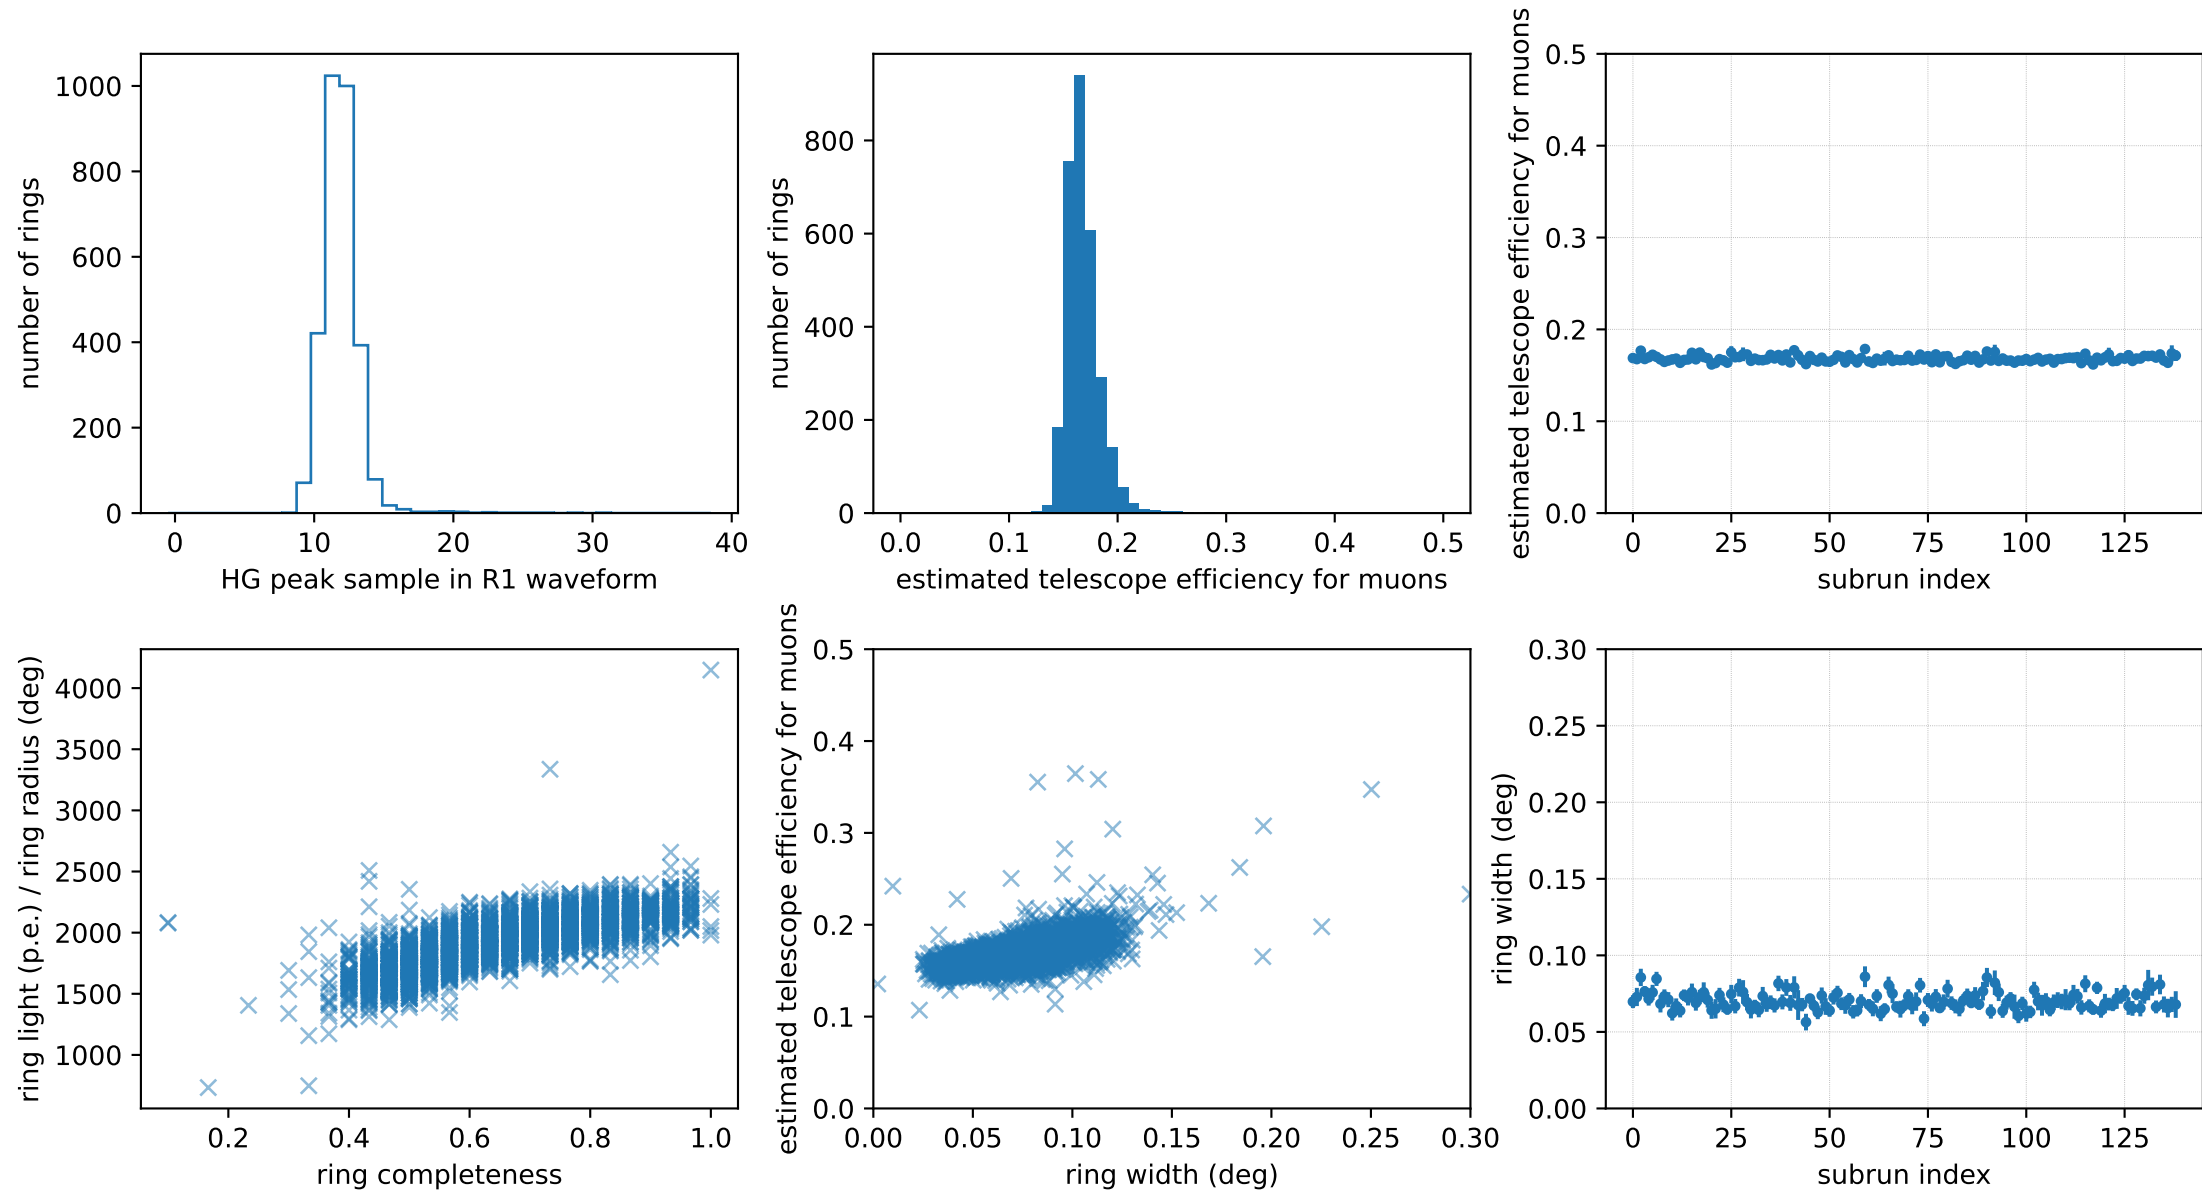 number of rings
1000
800
600
400
200
0
0 10 20 30 40
HG peak sample in R1 waveform
number of rings
800
600
400
200
0
0.0 0.1 0.2 0.3 0.4 0.5
estimated telescope efficiency for muons
estimated telescope efficiency for muons
0.5
0.4
0.3
0.2
0.1
0.0
0 25 50 75 100 125
subrun index
ring light (p.e.) / ring radius (deg)
4000
3500
3000
2500
2000
1500
1000
0.2 0.4 0.6 0.8 1.0
ring completeness
estimated telescope efficiency for muons
0.5
0.4
0.3
0.2
0.1
0.0
0.00 0.05 0.10 0.15 0.20 0.25 0.30
ring width (deg)
ring width (deg)
0.30
0.25
0.20
0.15
0.10
0.05
0.00
0 25 50 75 100 125
subrun index